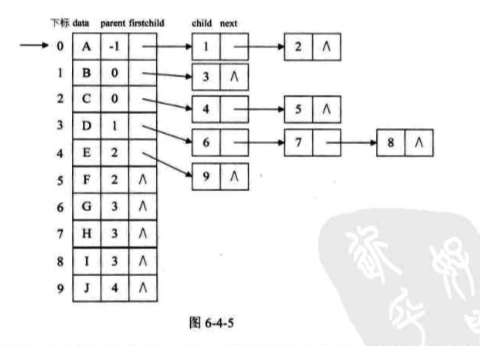 下标 data parent firstchild child next
0 A -1 1 2 Λ
1 B 0 3 Λ
2 C 0 4 5 Λ
3 D 1 6 7 8 Λ
4 E 2 9 Λ
5 F 2 Λ
6 G 3 Λ
7 H 3 Λ
8 I 3 Λ
9 J 4 Λ
图 6-4-5